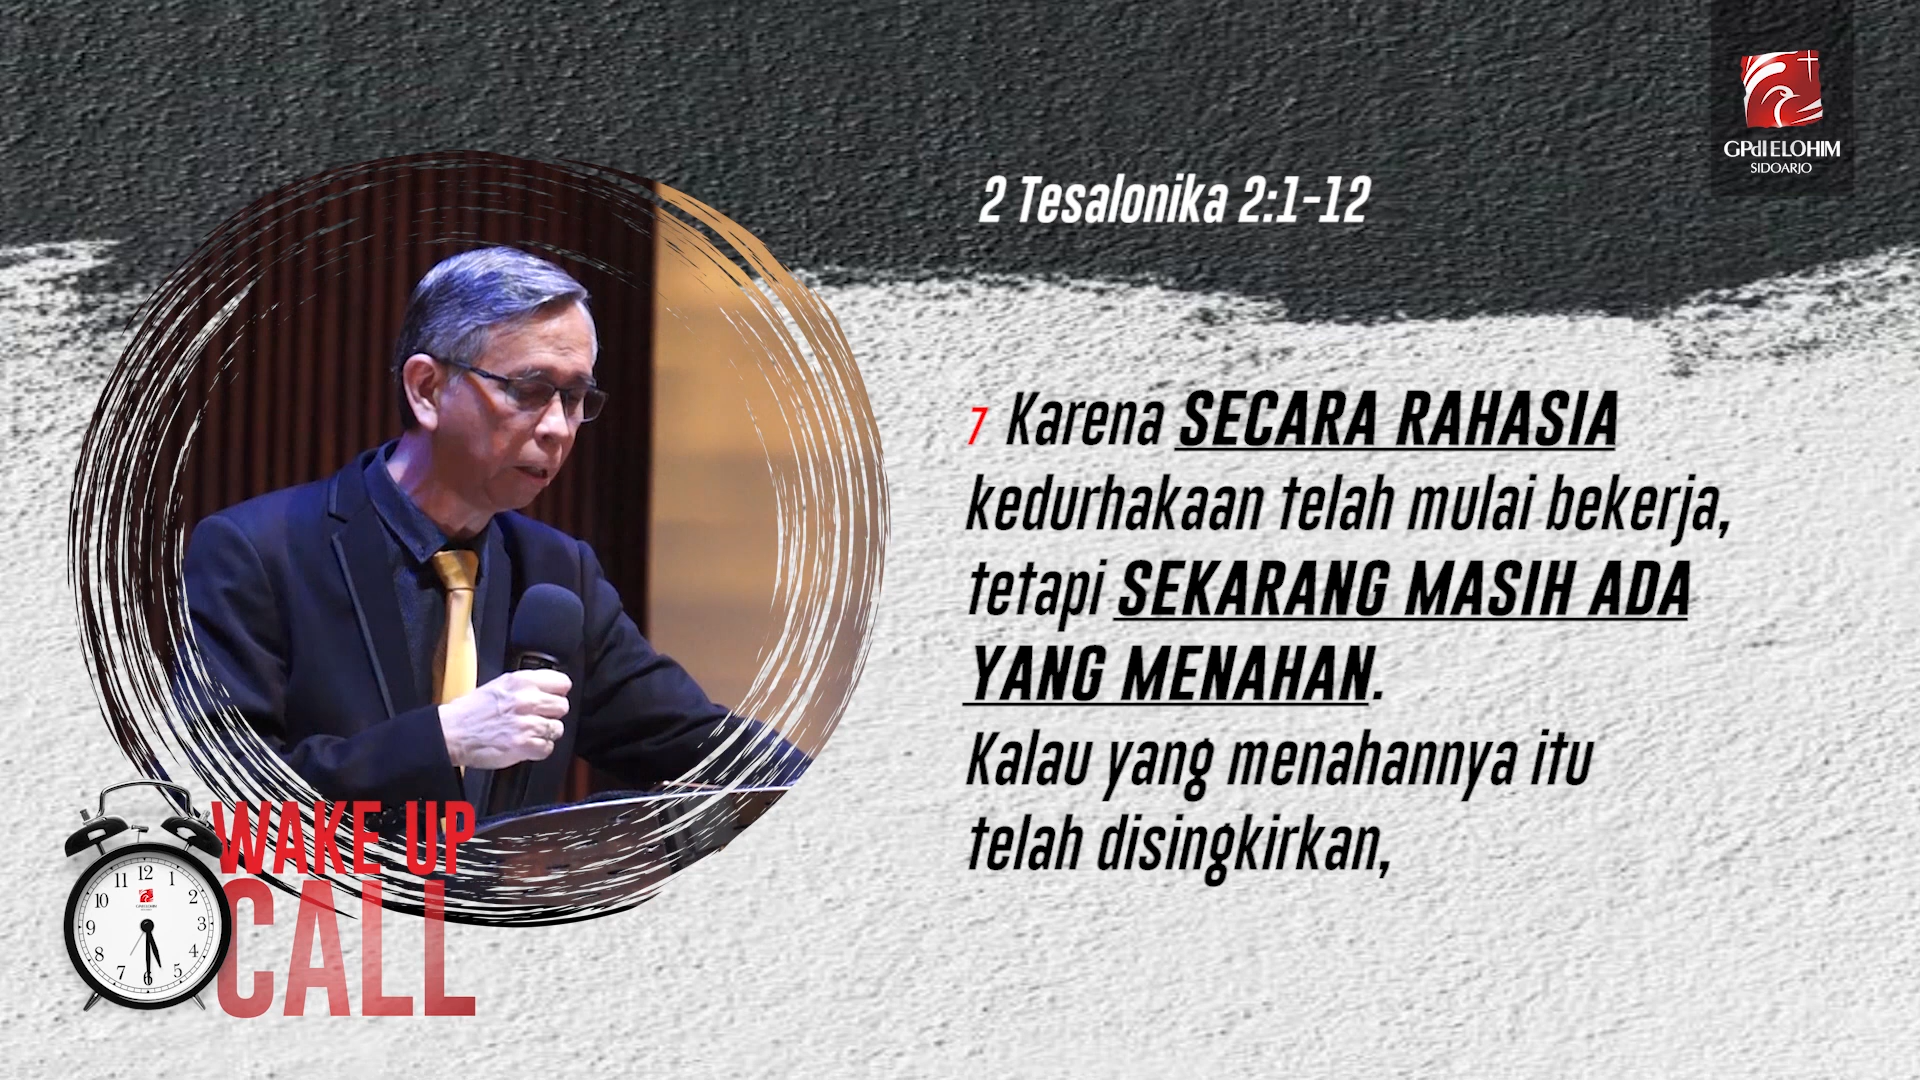 GPdI ELOHIM
SIDOARJO
2 Tesalonika 2:1-12
7 Karena SECARA RAHASIA
kedurhakaan telah mulai bekerja,
tetapi SEKARANG MASIH ADA
YANG MENAHAN.
Kalau yang menahannya itu
telah disingkirkan,
WAKE UP
CALL
12
1
2
3
4
5
6
7
8
9
10
11